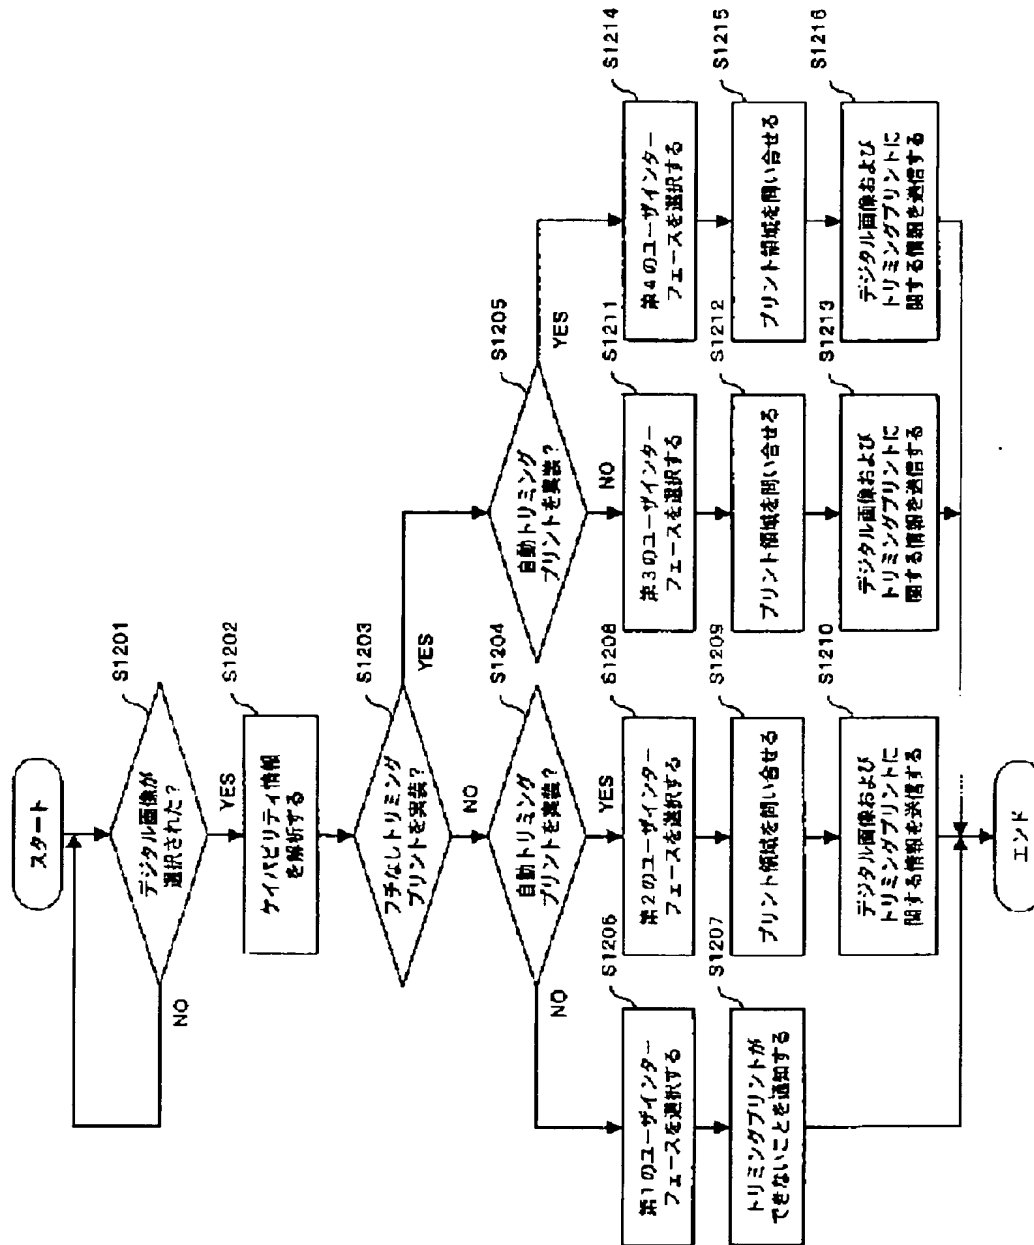 スタート
S1201
デジタル画像が
選択された?
NO
YES
S1202
ケイパビリティ情報
を解析する
S1203
フチなしトリミング
プリントを実装?
YES
NO
S1204
自動トリミング
プリントを実装?
NO
YES
S1205
自動トリミング
プリントを実装?
NO
YES
S1206
第1のユーザインター
フェースを選択する
S1207
トリミングプリントが
できないことを通知する
S1208
第2のユーザインター
フェースを選択する
S1209
プリント領域を問い合せる
S1210
デジタル画像および
トリミングプリントに
関する情報を送信する
S1211
第3のユーザインター
フェースを選択する
S1212
プリント領域を問い合せる
S1213
デジタル画像および
トリミングプリントに
関する情報を送信する
S1214
第4のユーザインター
フェースを選択する
S1215
プリント領域を問い合せる
S1216
デジタル画像および
トリミングプリントに
関する情報を送信する
エンド